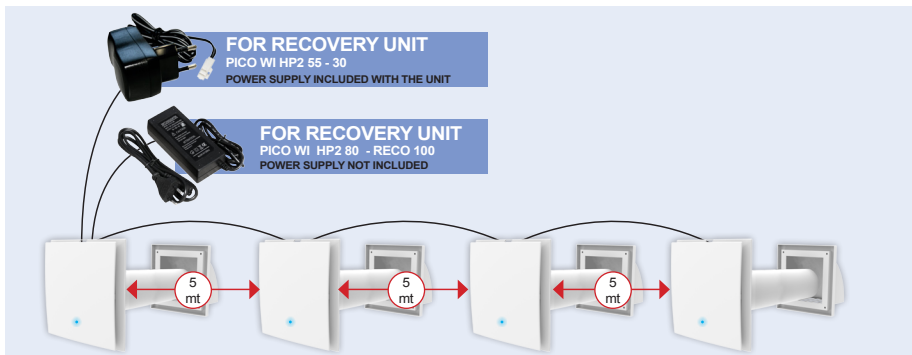 FOR RECOVERY UNIT
PICO WI HP2 55 - 30
POWER SUPPLY INCLUDED WITH THE UNIT
FOR RECOVERY UNIT
PICO WI HP2 80 - RECO 100
POWER SUPPLY NOT INCLUDED
5
mt
5
mt
5
mt